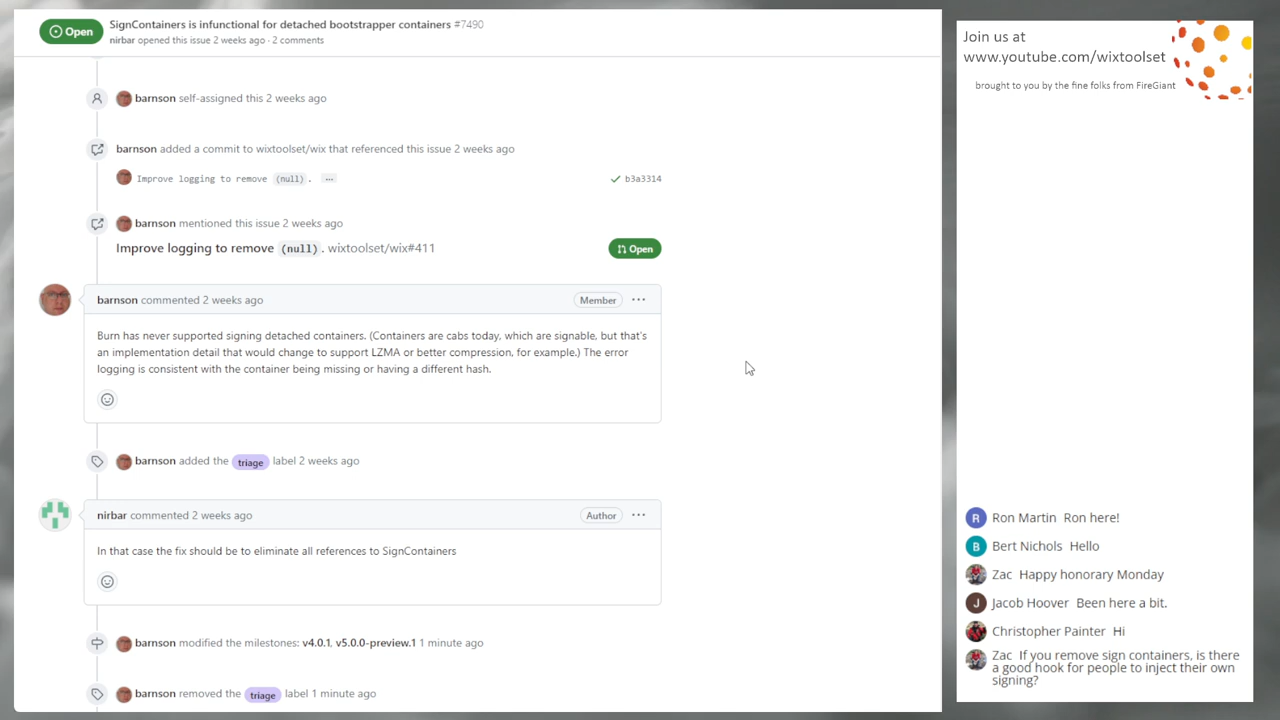 Open
SignContainers is infunctional for detached bootstrapper containers #7490
nirbar opened this issue 2 weeks ago · 2 comments
barnson self-assigned this 2 weeks ago
barnson added a commit to wixtoolset/wix that referenced this issue 2 weeks ago
Improve logging to remove (null). ...
b3a3314
barnson mentioned this issue 2 weeks ago
Improve logging to remove (null). wixtoolset/wix#411
Open
barnson commented 2 weeks ago
Member
Burn has never supported signing detached containers. (Containers are cabs today, which are signable, but that's
an implementation detail that would change to support LZMA or better compression, for example.) The error
logging is consistent with the container being missing or having a different hash.
barnson added the triage label 2 weeks ago
nirbar commented 2 weeks ago
Author
In that case the fix should be to eliminate all references to SignContainers
barnson modified the milestones: v4.0.1, v5.0.0-preview.1 1 minute ago
barnson removed the triage label 1 minute ago
Join us at
www.youtube.com/wixtoolset
brought to you by the fine folks from FireGiant
R Ron Martin Ron here!
B Bert Nichols Hello
Zac Happy honorary Monday
J Jacob Hoover Been here a bit.
Christopher Painter Hi
Zac If you remove sign containers, is there
a good hook for people to inject their own
signing?